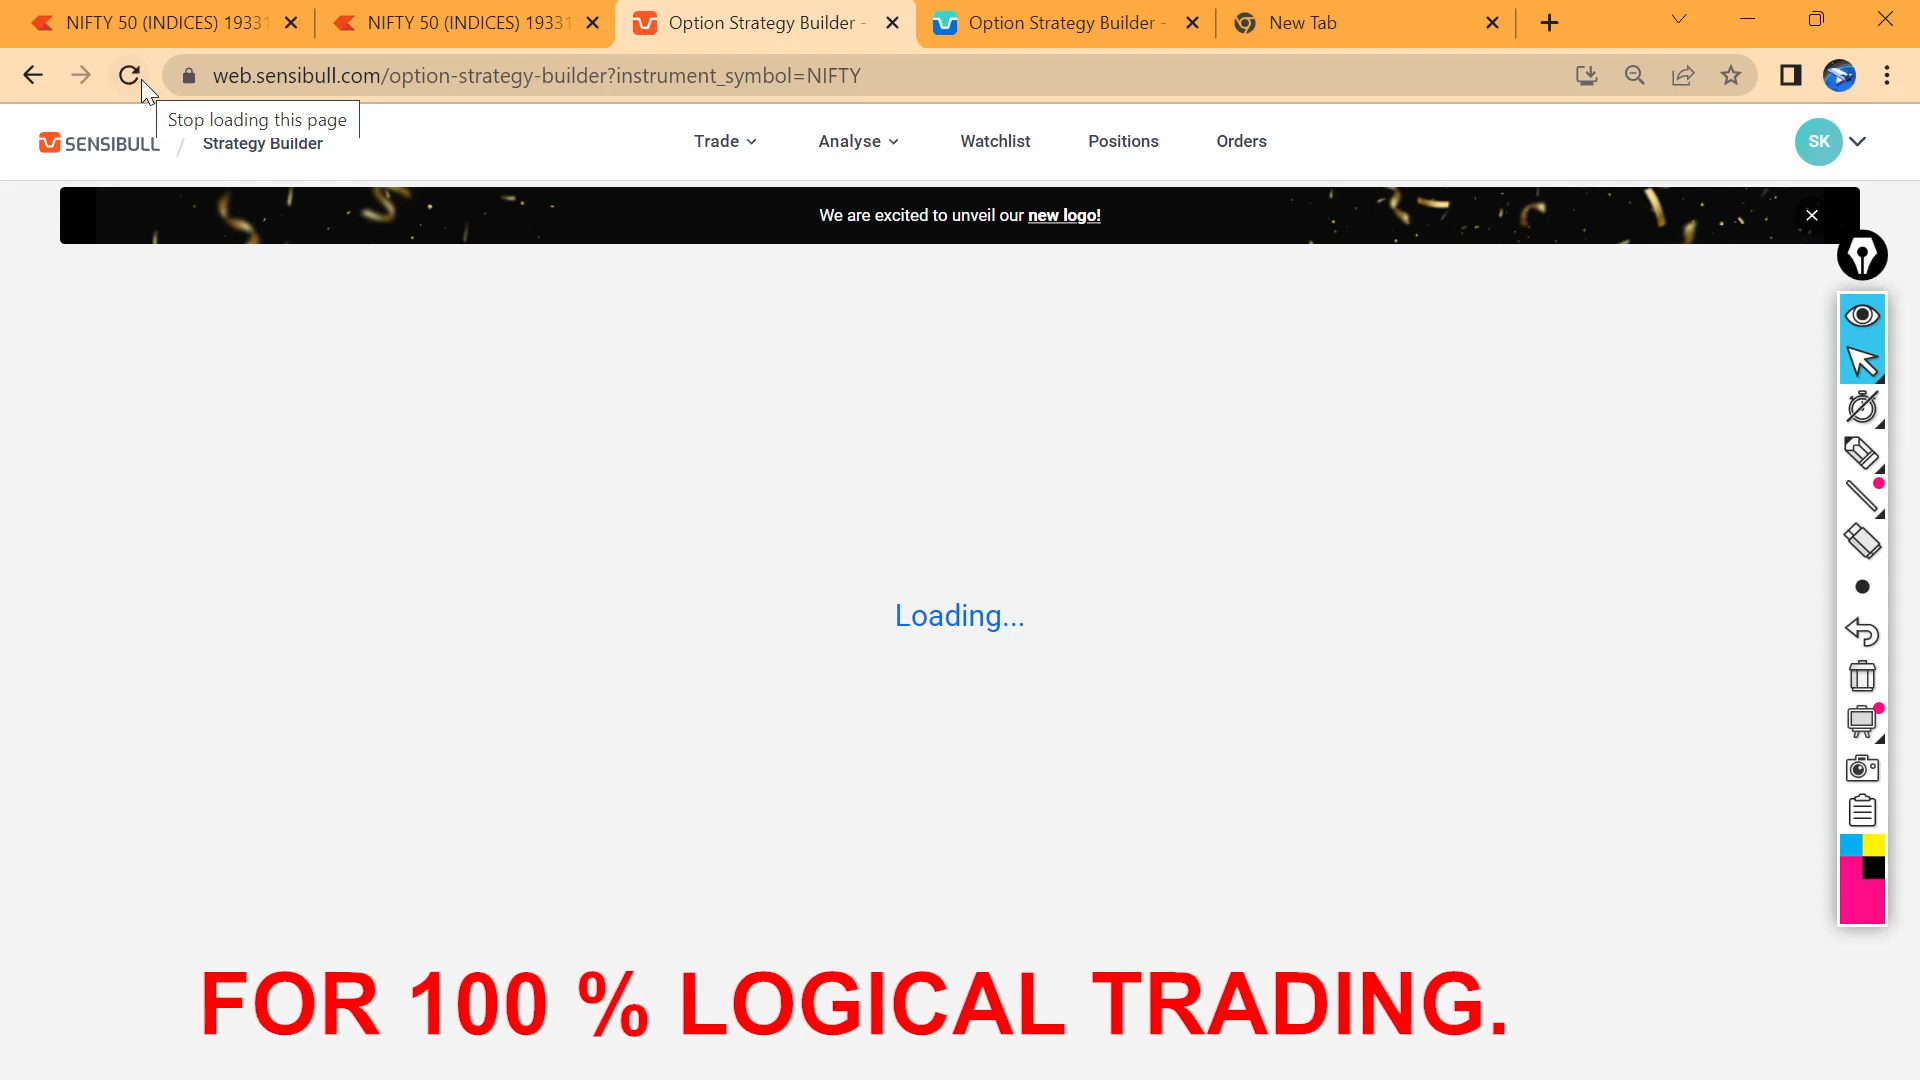 NIFTY 50 (INDICES) 19331
NIFTY 50 (INDICES) 19331
Option Strategy Builder -
Option Strategy Builder -
New Tab
web.sensibull.com/option-strategy-builder?instrument_symbol=NIFTY
Stop loading this page
SENSIBULL / Strategy Builder
Trade
Analyse
Watchlist
Positions
Orders
SK
We are excited to unveil our new logo!
Loading...
FOR 100 % LOGICAL TRADING.